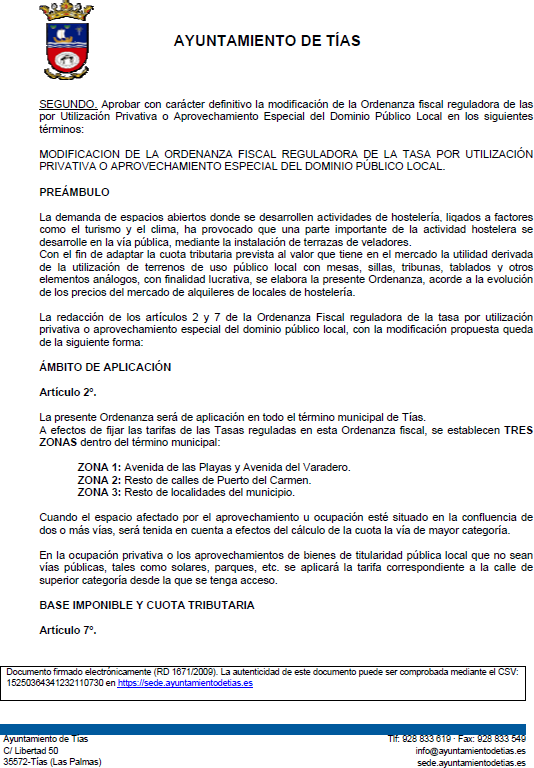 AYUNTAMIENTO DE TÍAS
SEGUNDO. Aprobar con carácter definitivo la modificación de la Ordenanza fiscal reguladora de las
por Utilización Privativa o Aprovechamiento Especial del Dominio Público Local en los siguientes
términos:
MODIFICACION DE LA ORDENANZA FISCAL REGULADORA DE LA TASA POR UTILIZACIÓN
PRIVATIVA O APROVECHAMIENTO ESPECIAL DEL DOMINIO PÚBLICO LOCAL.
PREÁMBULO
La demanda de espacios abiertos donde se desarrollen actividades de hostelería, ligados a factores
como el turismo y el clima, ha provocado que una parte importante de la actividad hostelera se
desarrolle en la vía pública, mediante la instalación de terrazas de veladores.
Con el fin de adaptar la cuota tributaria prevista al valor que tiene en el mercado la utilidad derivada
de la utilización de terrenos de uso público local con mesas, sillas, tribunas, tablados y otros
elementos análogos, con finalidad lucrativa, se elabora la presente Ordenanza, acorde a la evolución
de los precios del mercado de alquileres de locales de hostelería.
La redacción de los artículos 2 y 7 de la Ordenanza Fiscal reguladora de la tasa por utilización
privativa o aprovechamiento especial del dominio público local, con la modificación propuesta queda
de la siguiente forma:
ÁMBITO DE APLICACIÓN
Artículo 2º.
La presente Ordenanza será de aplicación en todo el término municipal de Tías.
A efectos de fijar las tarifas de las Tasas reguladas en esta Ordenanza fiscal, se establecen TRES
ZONAS dentro del término municipal:
ZONA 1: Avenida de las Playas y Avenida del Varadero.
ZONA 2: Resto de calles de Puerto del Carmen.
ZONA 3: Resto de localidades del municipio.
Cuando el espacio afectado por el aprovechamiento u ocupación esté situado en la confluencia de
dos o más vías, será tenida en cuenta a efectos del cálculo de la cuota la vía de mayor categoría.
En la ocupación privativa o los aprovechamientos de bienes de titularidad pública local que no sean
vías públicas, tales como solares, parques, etc. se aplicará la tarifa correspondiente a la calle de
superior categoría desde la que se tenga acceso.
BASE IMPONIBLE Y CUOTA TRIBUTARIA
Artículo 7º.
Documento firmado electrónicamente (RD 1671/2009). La autenticidad de este documento puede ser comprobada mediante el CSV:
15250364341232110730 en https://sede.ayuntamientodetias.es
Ayuntamiento de Tías
C/ Libertad 50
35572-Tías (Las Palmas)
Tlf: 928 833 619 · Fax: 928 833 549
info@ayuntamientodetias.es
sede.ayuntamientodetias.es